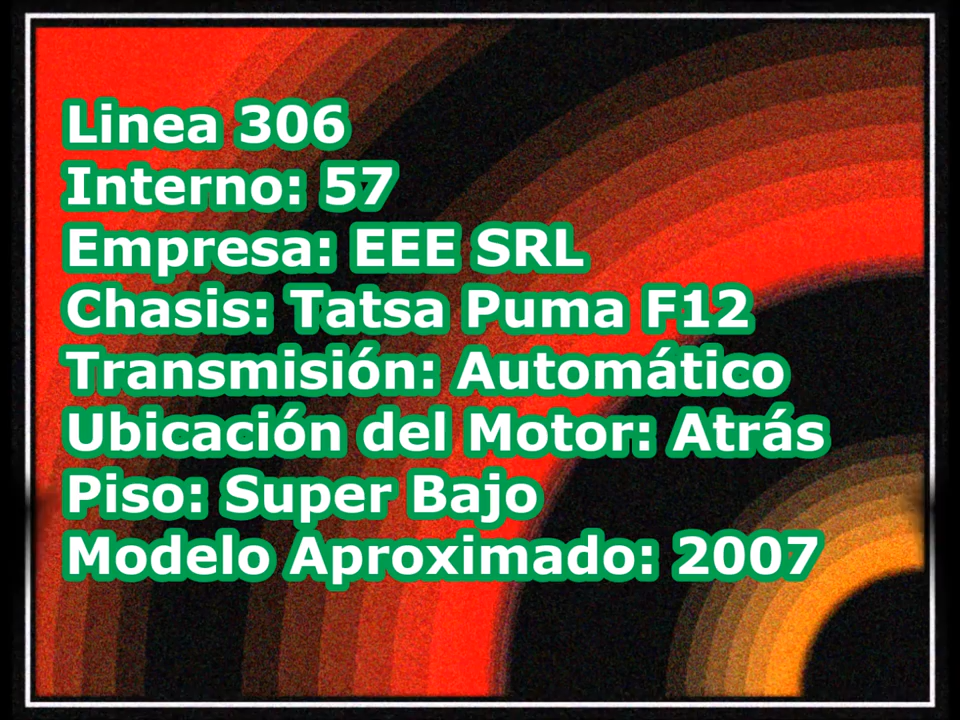 Linea 306
Interno: 57
Empresa: EEE SRL
Chasis: Tatsa Puma F12
Transmisión: Automático
Ubicación del Motor: Atrás
Piso: Super Bajo
Modelo Aproximado: 2007